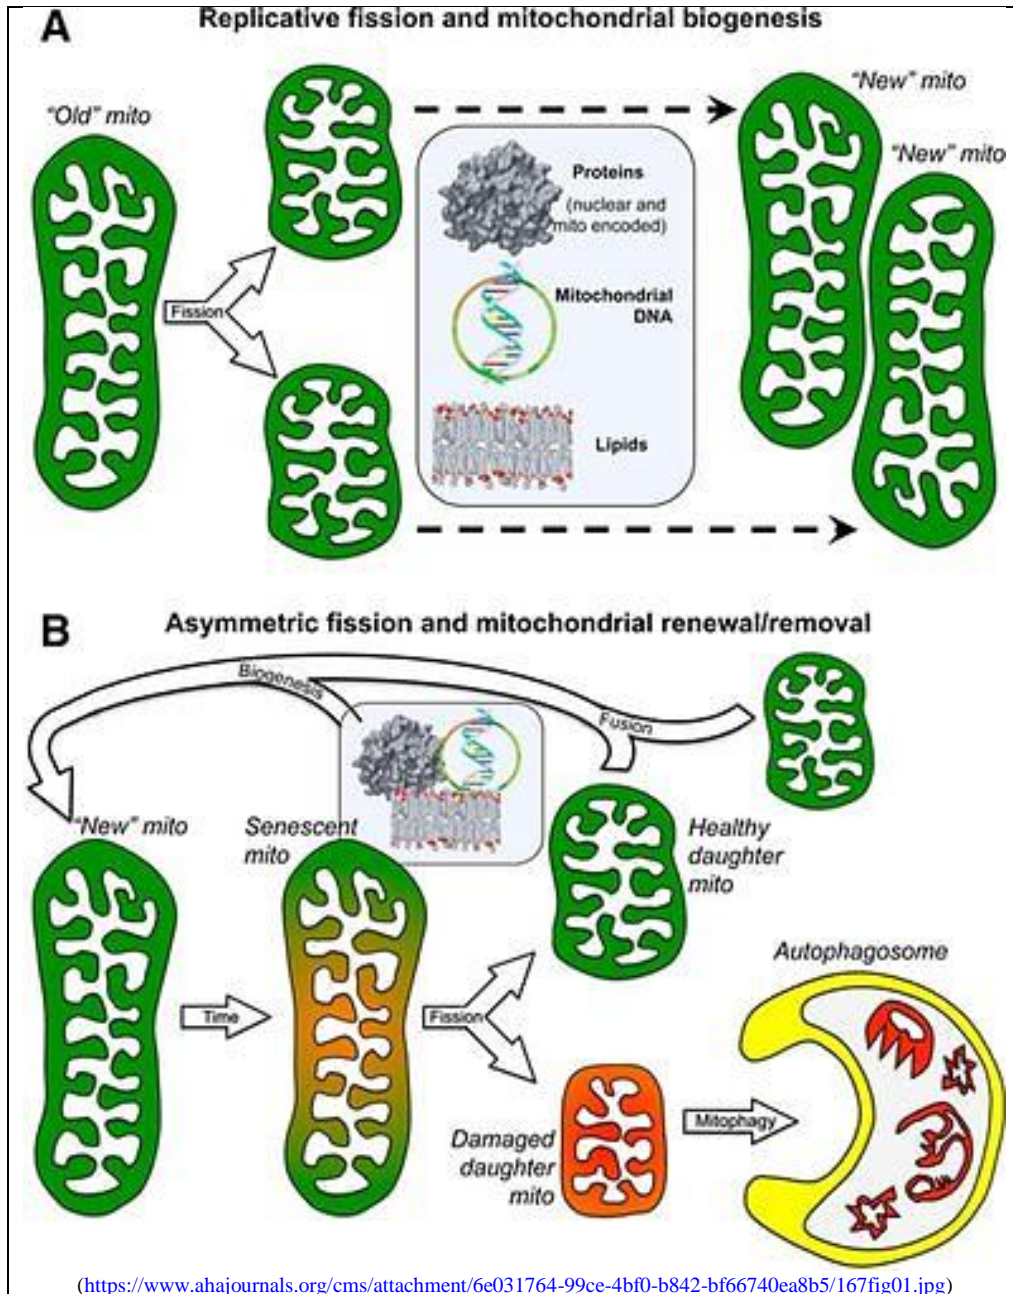 A
Replicative fission and mitochondrial biogenesis
"Old" mito
"New" mito
"New" mito
Fission
Proteins
(nuclear and
mito encoded)
Mitochondrial
DNA
Lipids
B
Asymmetric fission and mitochondrial renewal/removal
Biogenesis
Fusion
"New" mito
Senescent
mito
Healthy
daughter
mito
Autophagosome
Time
Fission
Mitophagy
Damaged
daughter
mito
(https://www.ahajournals.org/cms/attachment/6e031764-99ce-4bf0-b842-bf66740ea8b5/167fig01.jpg)